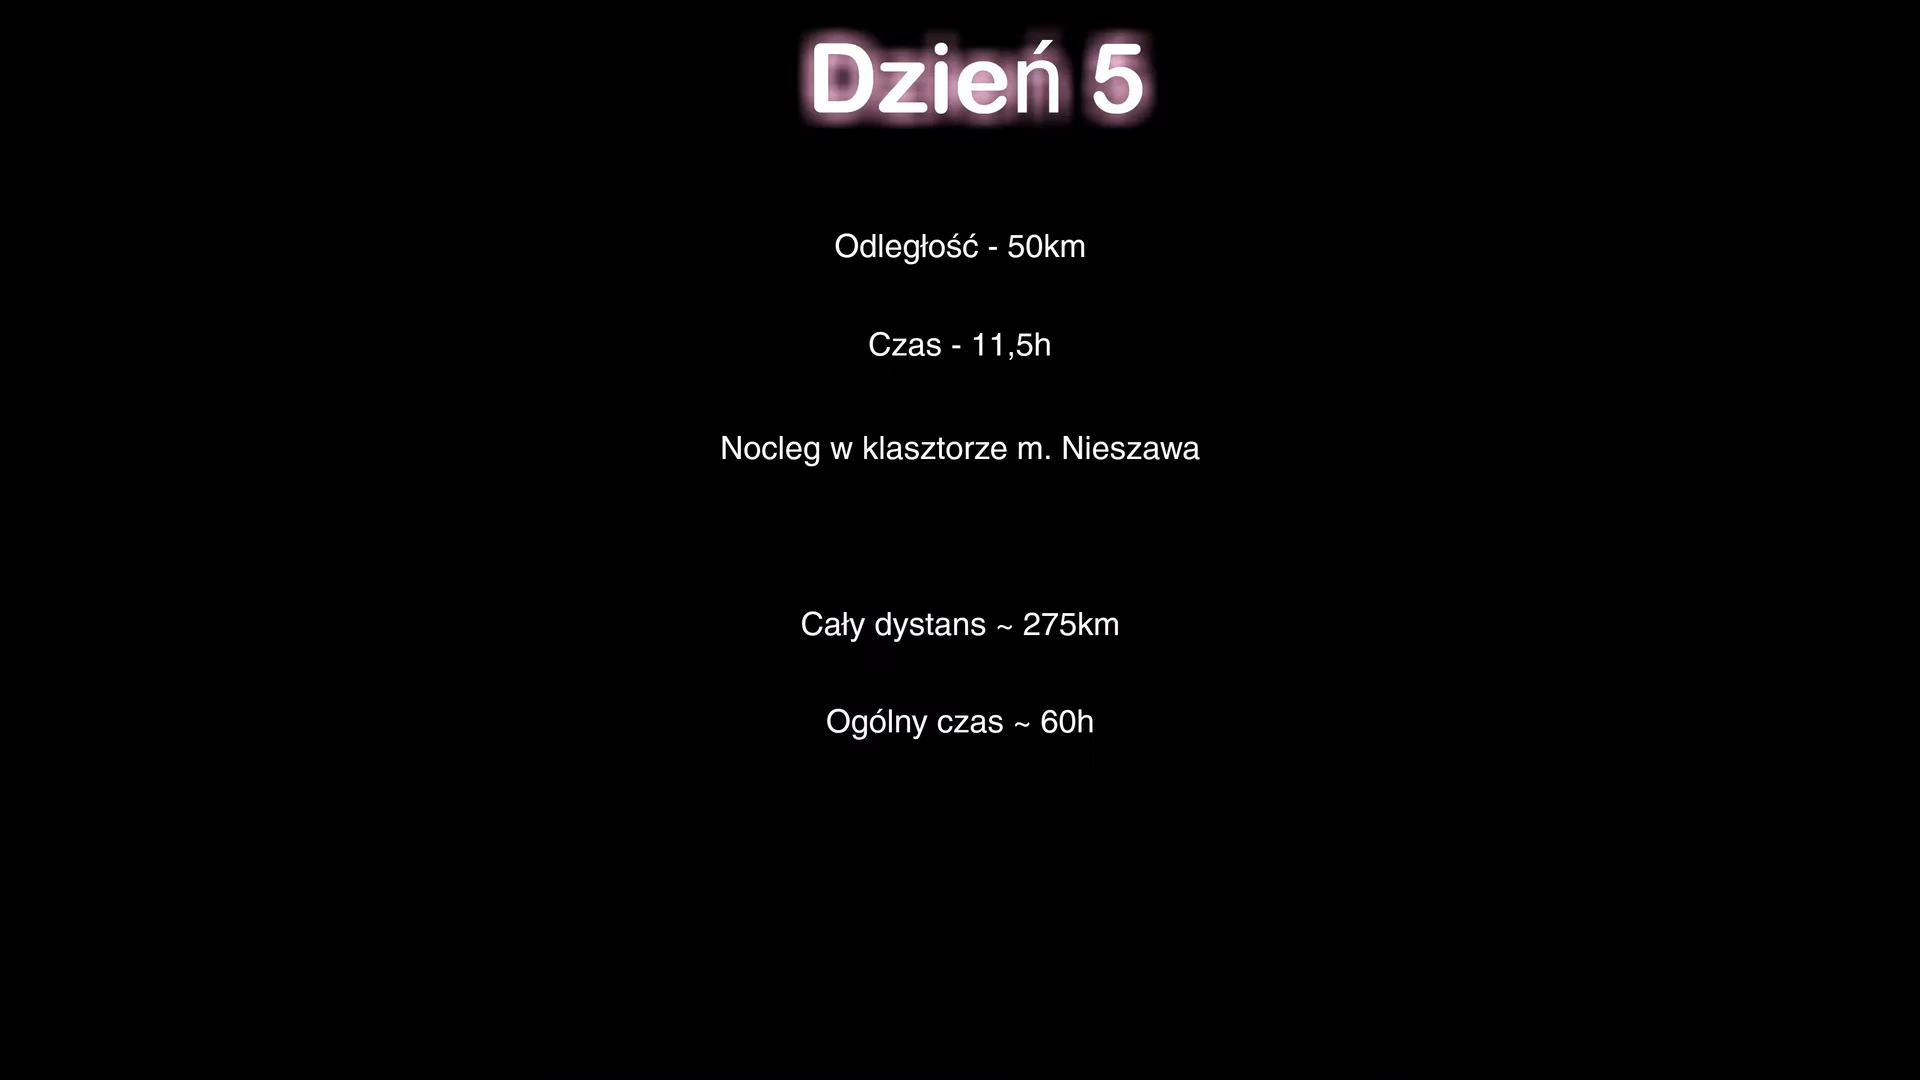 Dzień 5
Odległość - 50km
Czas - 11,5h
Nocleg w klasztorze m. Nieszawa
Cały dystans ~ 275km
Ogólny czas ~ 60h